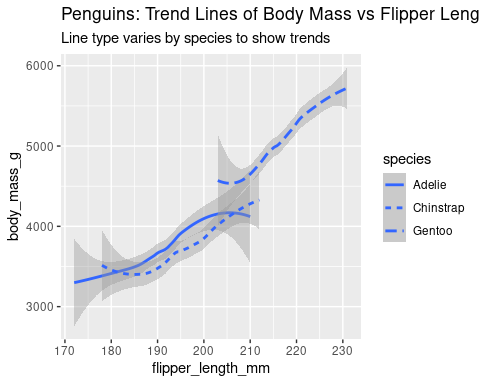 Penguins: Trend Lines of Body Mass vs Flipper Leng
Line type varies by species to show trends
6000
5000
4000
3000
body_mass_g
170 180 190 200 210 220 230
flipper_length_mm
species
Adelie
Chinstrap
Gentoo